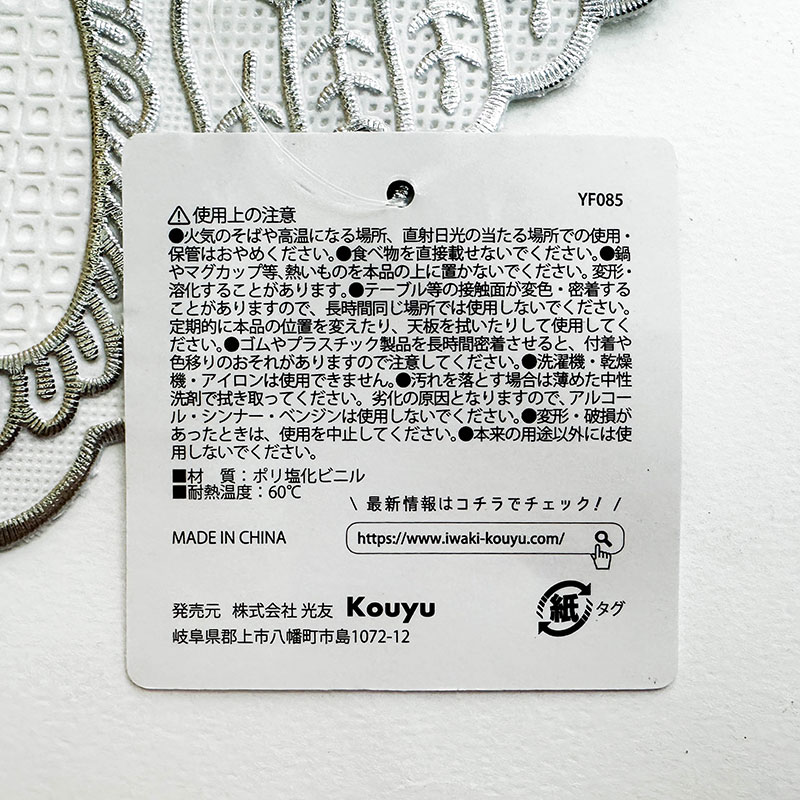 YF085
⚠使用上の注意
●火気のそばや高温になる場所、直射日光の当たる場所での使用・
保管はおやめください。●食べ物を直接載せないでください。●鍋
やマグカップ等、熱いものを本品の上に置かないでください。変形・
溶化することがあります。●テーブル等の接触面が変色・密着する
ことがありますので、長時間同じ場所では使用しないでください。
定期的に本品の位置を変えたり、天板を拭いたりして使用してく
ださい。●ゴムやプラスチック製品を長時間密着させると、付着や
色移りのおそれがありますので注意してください。●洗濯機・乾燥
機・アイロンは使用できません。●汚れを落とす場合は薄めた中性
洗剤で拭き取ってください。劣化の原因となりますので、アルコー
ル・シンナー・ベンジンは使用しないでください。●変形・破損が
あったときは、使用を中止してください。●本来の用途以外には使
用しないでください。
■材　質：ポリ塩化ビニル
■耐熱温度：60℃
\ 最新情報はコチラでチェック! /
MADE IN CHINA
https://www.iwaki-kouyu.com/
発売元 株式会社 光友 Kouyu
岐阜県郡上市八幡町市島1072-12
紙 タグ